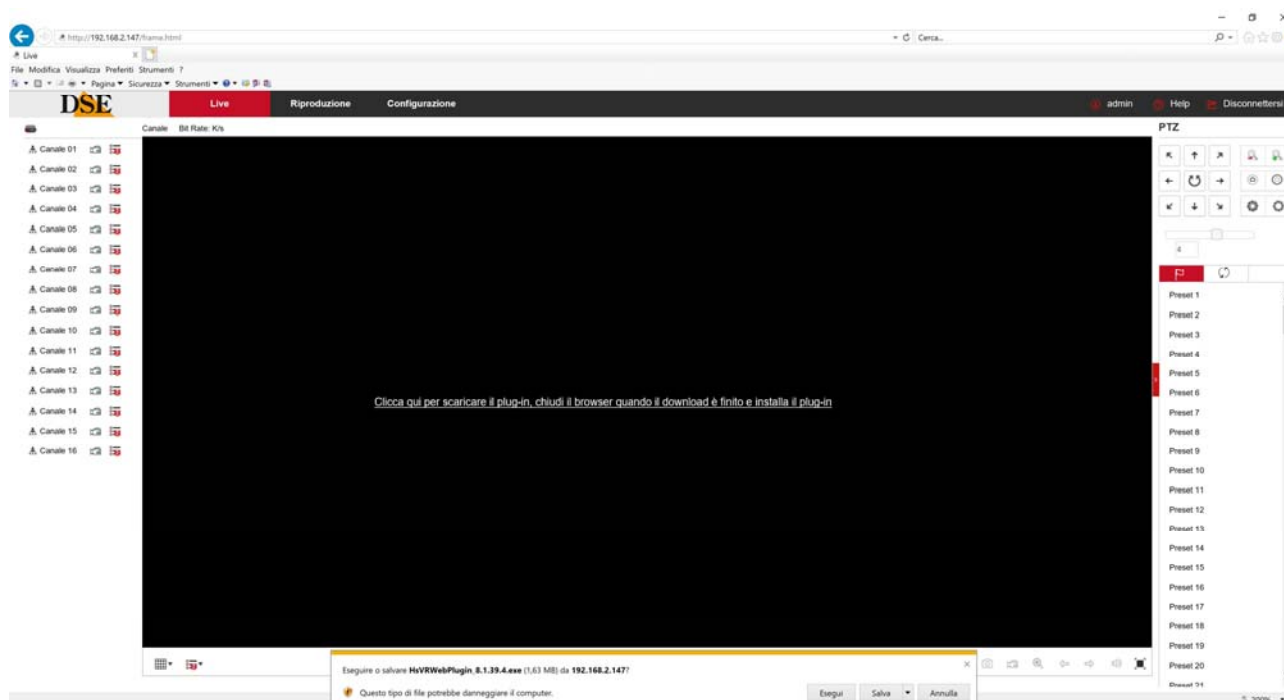 http://192.168.2.147/frame.html
Cerca...
Live
File Modifica Visualizza Preferiti Strumenti ?
Pagina Sicurezza Strumenti
DSE Live Riproduzione Configurazione admin Help Disconnettersi
Canale Bit Rate: K/s
PTZ
Canale 01
Canale 02
Canale 03
Canale 04
Canale 05
Canale 06
Canale 07
Canale 08
Canale 09
Canale 10
Canale 11
Canale 12
Canale 13
Canale 14
Canale 15
Canale 16
Clicca qui per scaricare il plug-in, chiudi il browser quando il download è finito e installa il plug-in
4
Preset 1
Preset 2
Preset 3
Preset 4
Preset 5
Preset 6
Preset 7
Preset 8
Preset 9
Preset 10
Preset 11
Preset 12
Preset 13
Preset 14
Preset 15
Preset 16
Preset 17
Preset 18
Preset 19
Preset 20
Preset 21
Eseguire o salvare HsVRWebPlugin_8.1.39.4.exe (1,63 MB) da 192.168.2.147?
Questo tipo di file potrebbe danneggiare il computer.
Esegui Salva Annulla
200%